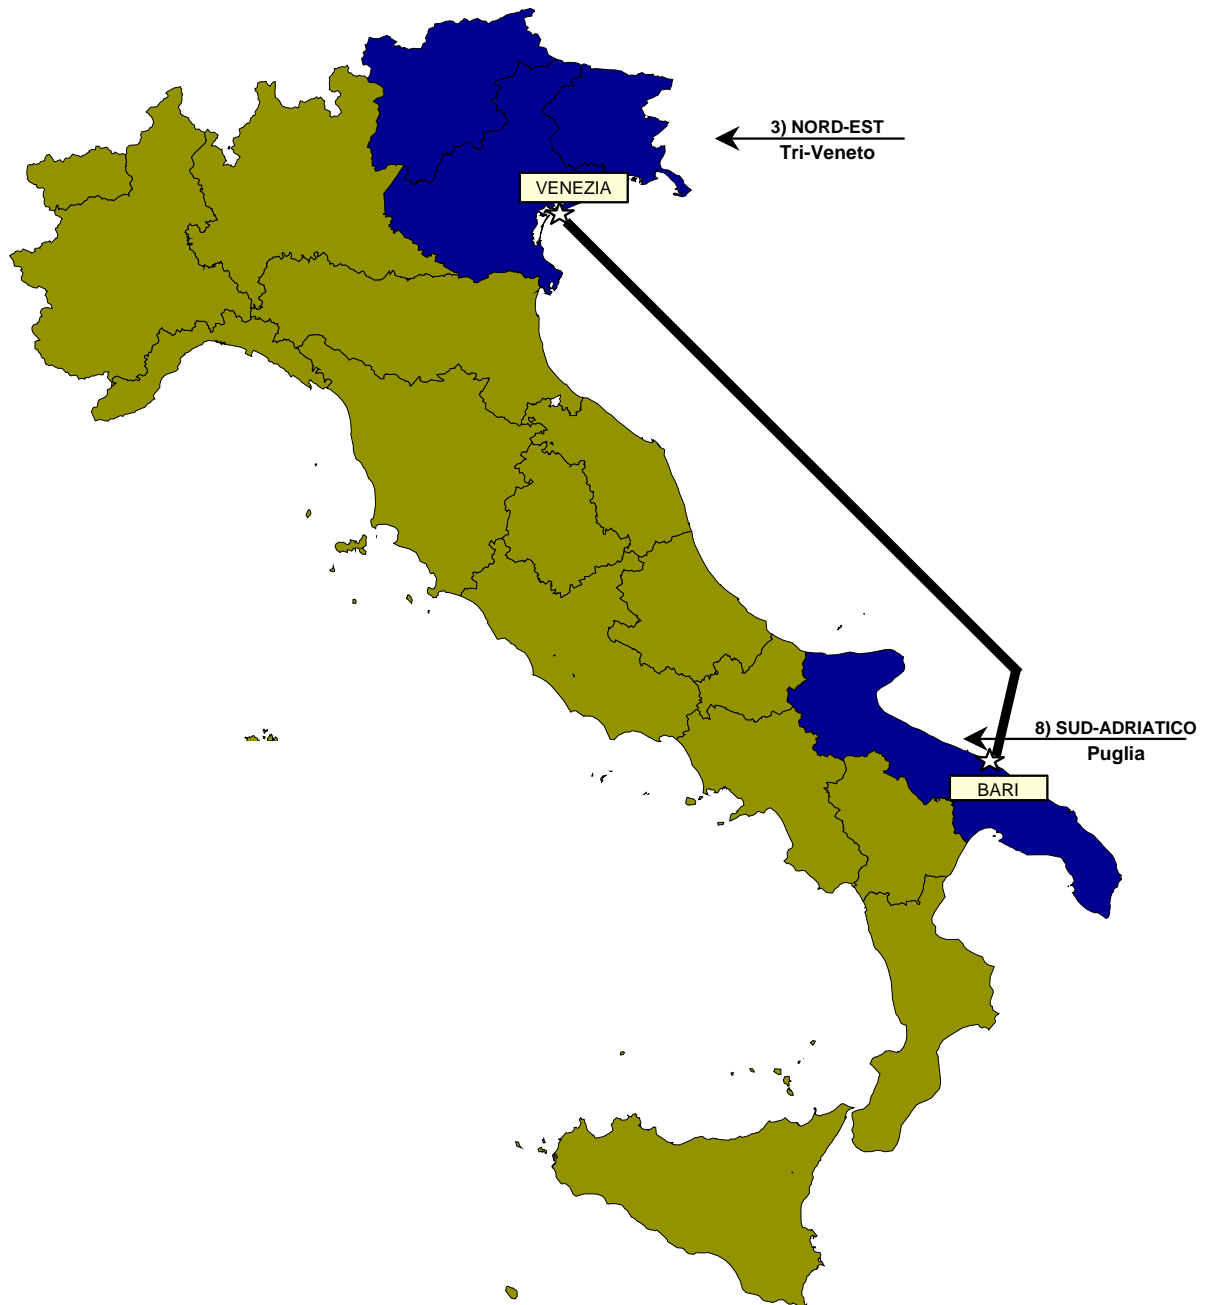 3) NORD-EST
Tri-Veneto
VENEZIA
8) SUD-ADRIATICO
Puglia
BARI